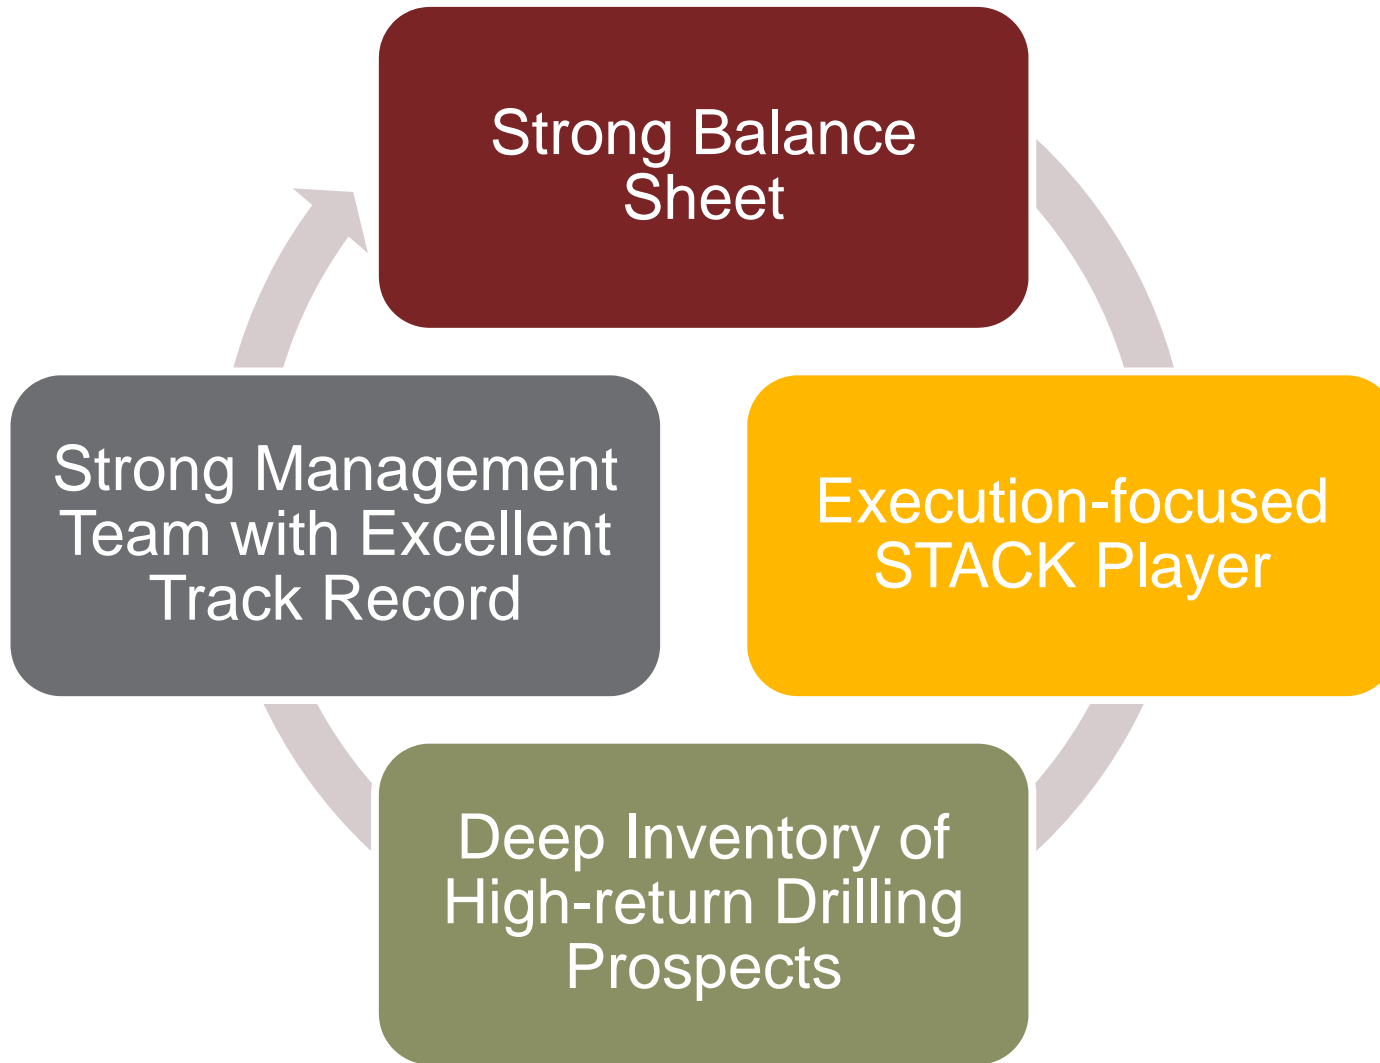 Strong Balance
Sheet
Strong Management
Team with Excellent
Track Record
Execution-focused
STACK Player
Deep Inventory of
High-return Drilling
Prospects